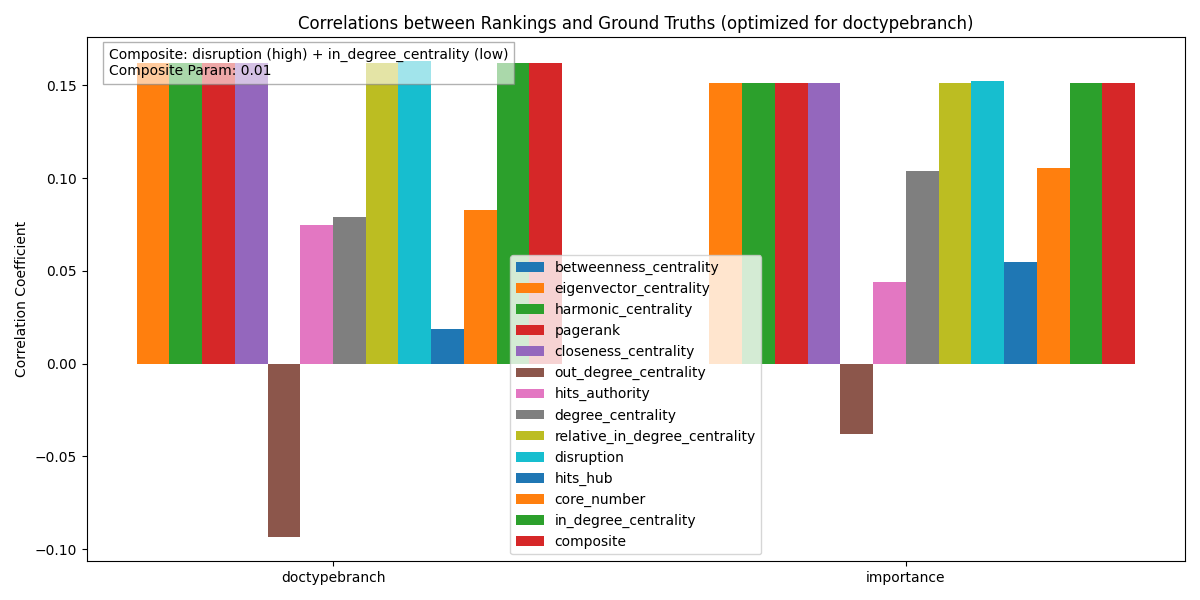 Correlations between Rankings and Ground Truths (optimized for doctypebranch)
Composite: disruption (high) + in_degree_centrality (low)
Composite Param: 0.01
Correlation Coefficient
0.15
0.10
0.05
0.00
−0.05
−0.10
betweenness_centrality
eigenvector_centrality
harmonic_centrality
pagerank
closeness_centrality
out_degree_centrality
hits_authority
degree_centrality
relative_in_degree_centrality
disruption
hits_hub
core_number
in_degree_centrality
composite
doctypebranch
importance